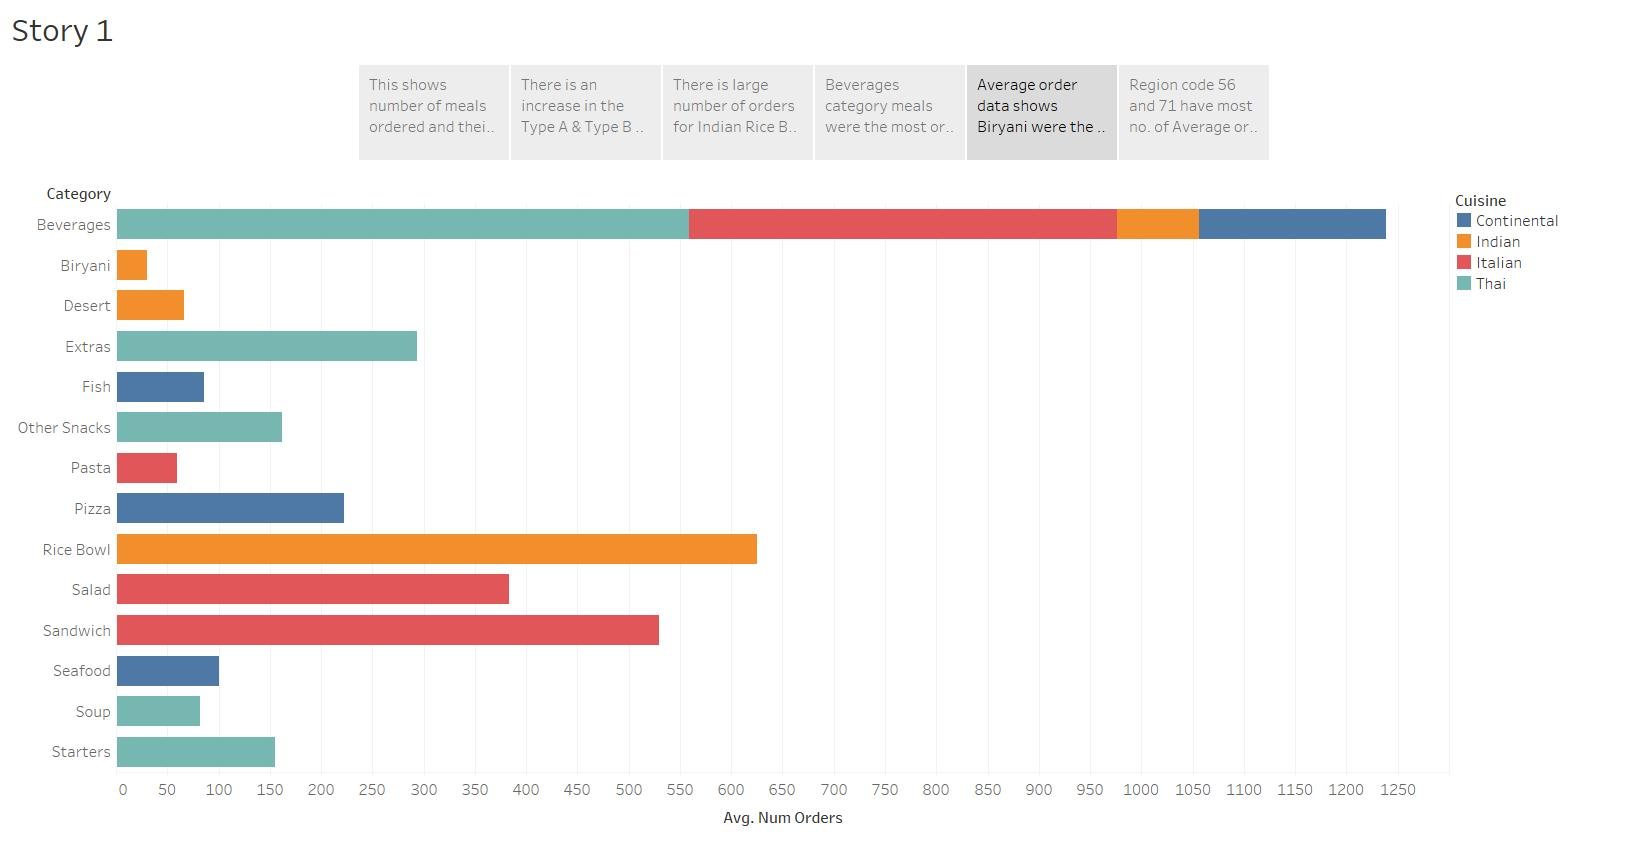 Story 1
This shows
number of meals
ordered and thei..
There is an
increase in the
Type A & Type B ..
There is large
number of orders
for Indian Rice B..
Beverages
category meals
were the most or..
Average order
data shows
Biryani were the ..
Region code 56
and 71 have most
no. of Average or..
Category
Beverages
Biryani
Desert
Extras
Fish
Other Snacks
Pasta
Pizza
Rice Bowl
Salad
Sandwich
Seafood
Soup
Starters
0 50 100 150 200 250 300 350 400 450 500 550 600 650 700 750 800 850 900 950 1000 1050 1100 1150 1200 1250
Avg. Num Orders
Cuisine
Continental
Indian
Italian
Thai